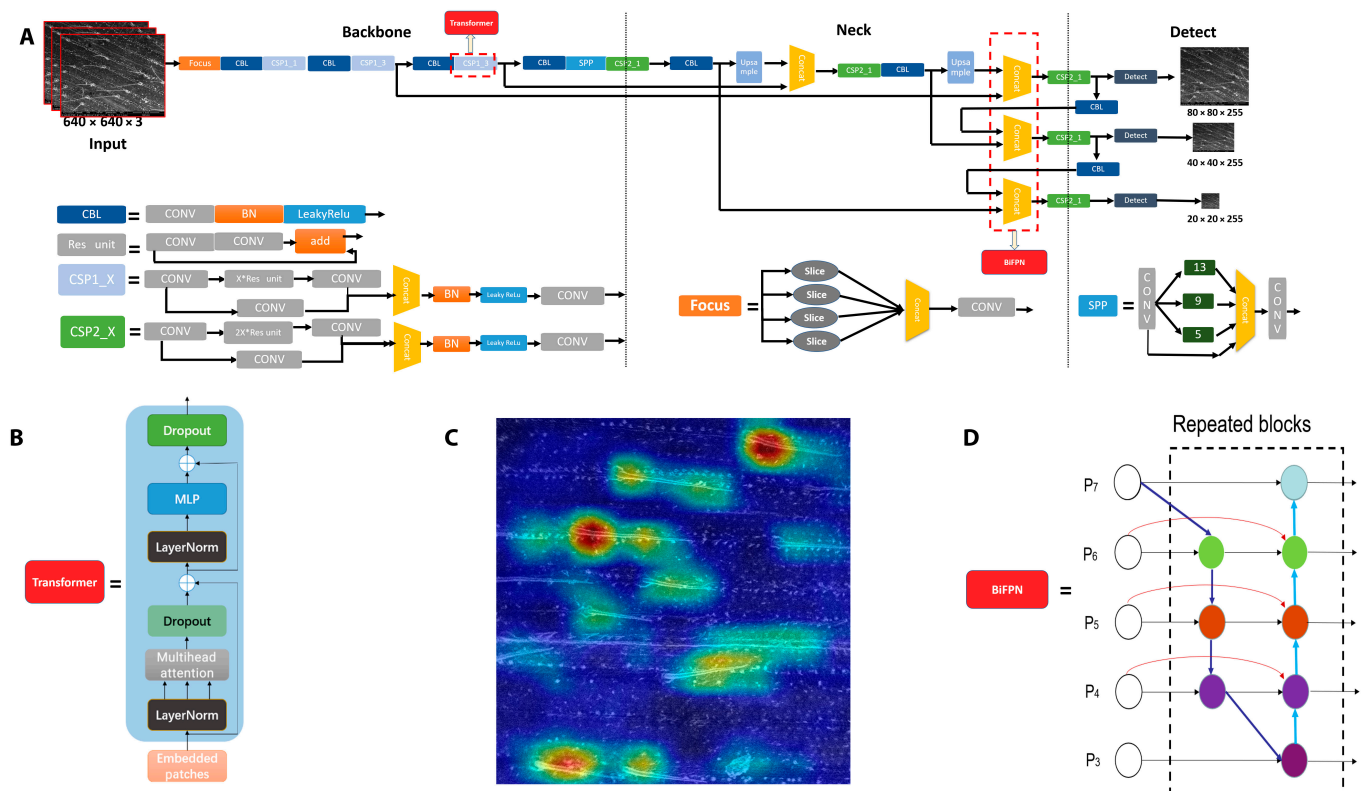 A
Backbone
Transformer
Neck
Detect
Focus CBL CSP1_1 CBL CSP1_3 CBL CSP1_3 CBL SPP CSP2_1 CBL Upsa mple Concat CSP2_1 CBL Upsa mple Concat CSP2_1 Detect
CBL
80 × 80 × 255
640 × 640 × 3
Input
Concat CSP2_1 Detect
40 × 40 × 255
CBL
Concat CSP2_1 Detect
20 × 20 × 255
BiFPN
CBL = CONV BN LeakyRelu
Res unit = CONV CONV add
CSP1_X = CONV X*Res unit CONV
CONV
Concat BN Leaky ReLu CONV
CSP2_X = CONV 2X*Res unit CONV
CONV
Concat BN Leaky ReLu CONV
Focus = Slice
Slice
Slice
Slice
Concat CONV
SPP = CONV 13
9
5
Concat CONV
B
Transformer =
Dropout
MLP
LayerNorm
Dropout
Multihead
attention
LayerNorm
Embedded
patches
C
D
Repeated blocks
BiFPN =
P7
P6
P5
P4
P3